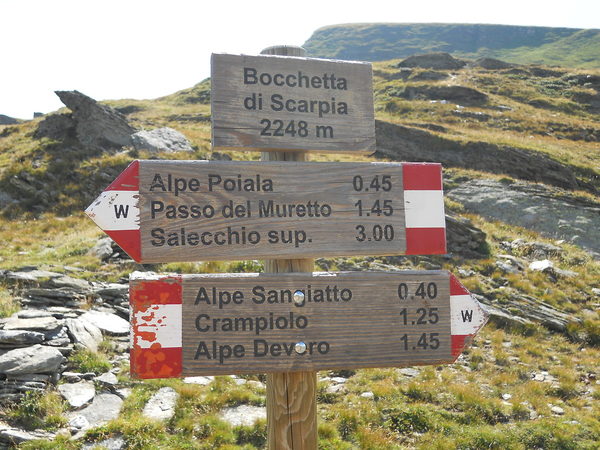 Bocchetta
di Scarpia
2248 m
W Alpe Poiala 0.45
Passo del Muretto 1.45
Salecchio sup. 3.00
Alpe Sangiatto 0.40
Crampiolo 1.25 W
Alpe Devero 1.45